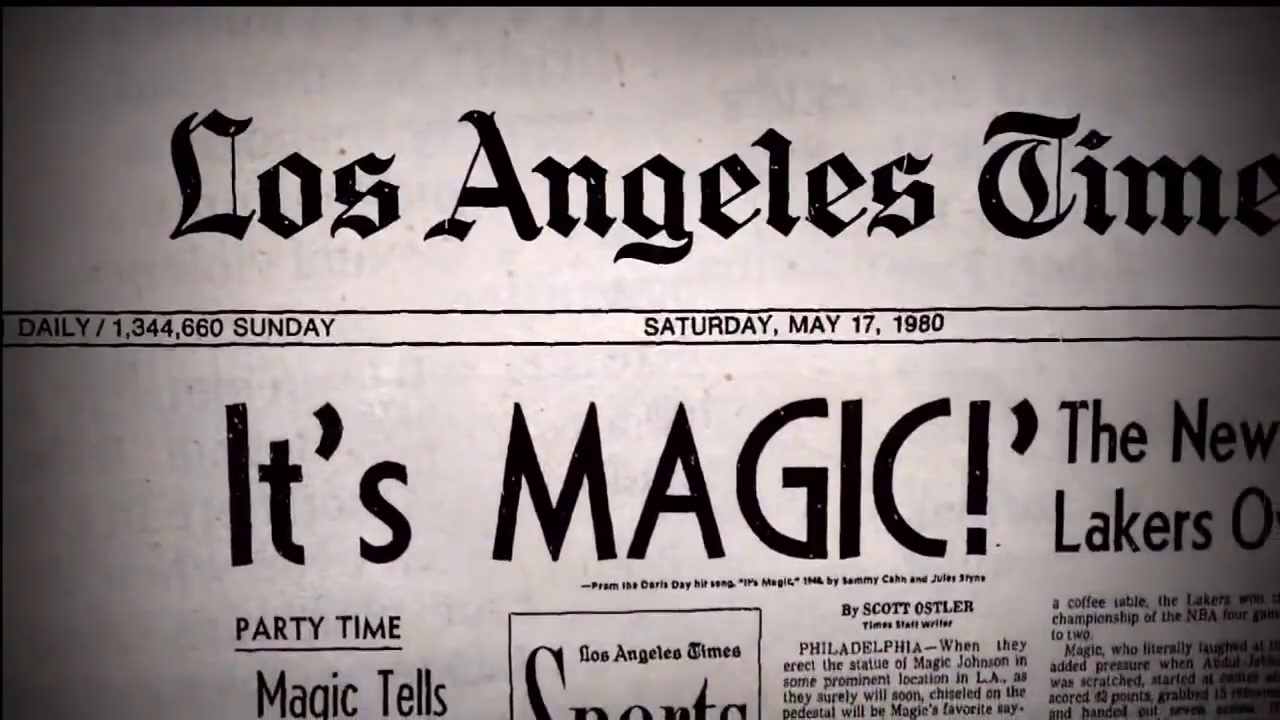 Los Angeles Time
DAILY / 1,344,660 SUNDAY
SATURDAY, MAY 17, 1980
It's MAGIC!'
—From the Doris Day hit song, "It's Magic," 1948, by Sammy Cahn and Jules Styne
The New
Lakers O
PARTY TIME
Magic Tells
Los Angeles Times
Sports
By SCOTT OSTLER
Times Staff Writer
PHILADELPHIA—When they
erect the statue of Magic Johnson in
some prominent location in L.A., as
they surely will soon, chiseled on the
pedestal will be Magic's favorite say-
a coffee table, the Lakers won
championship of the NBA four gam
to two.
Magic, who literally laughed at
added pressure when Abdul-
was scratched, started at
scored 42 points, grabbed 15
and handed out seven